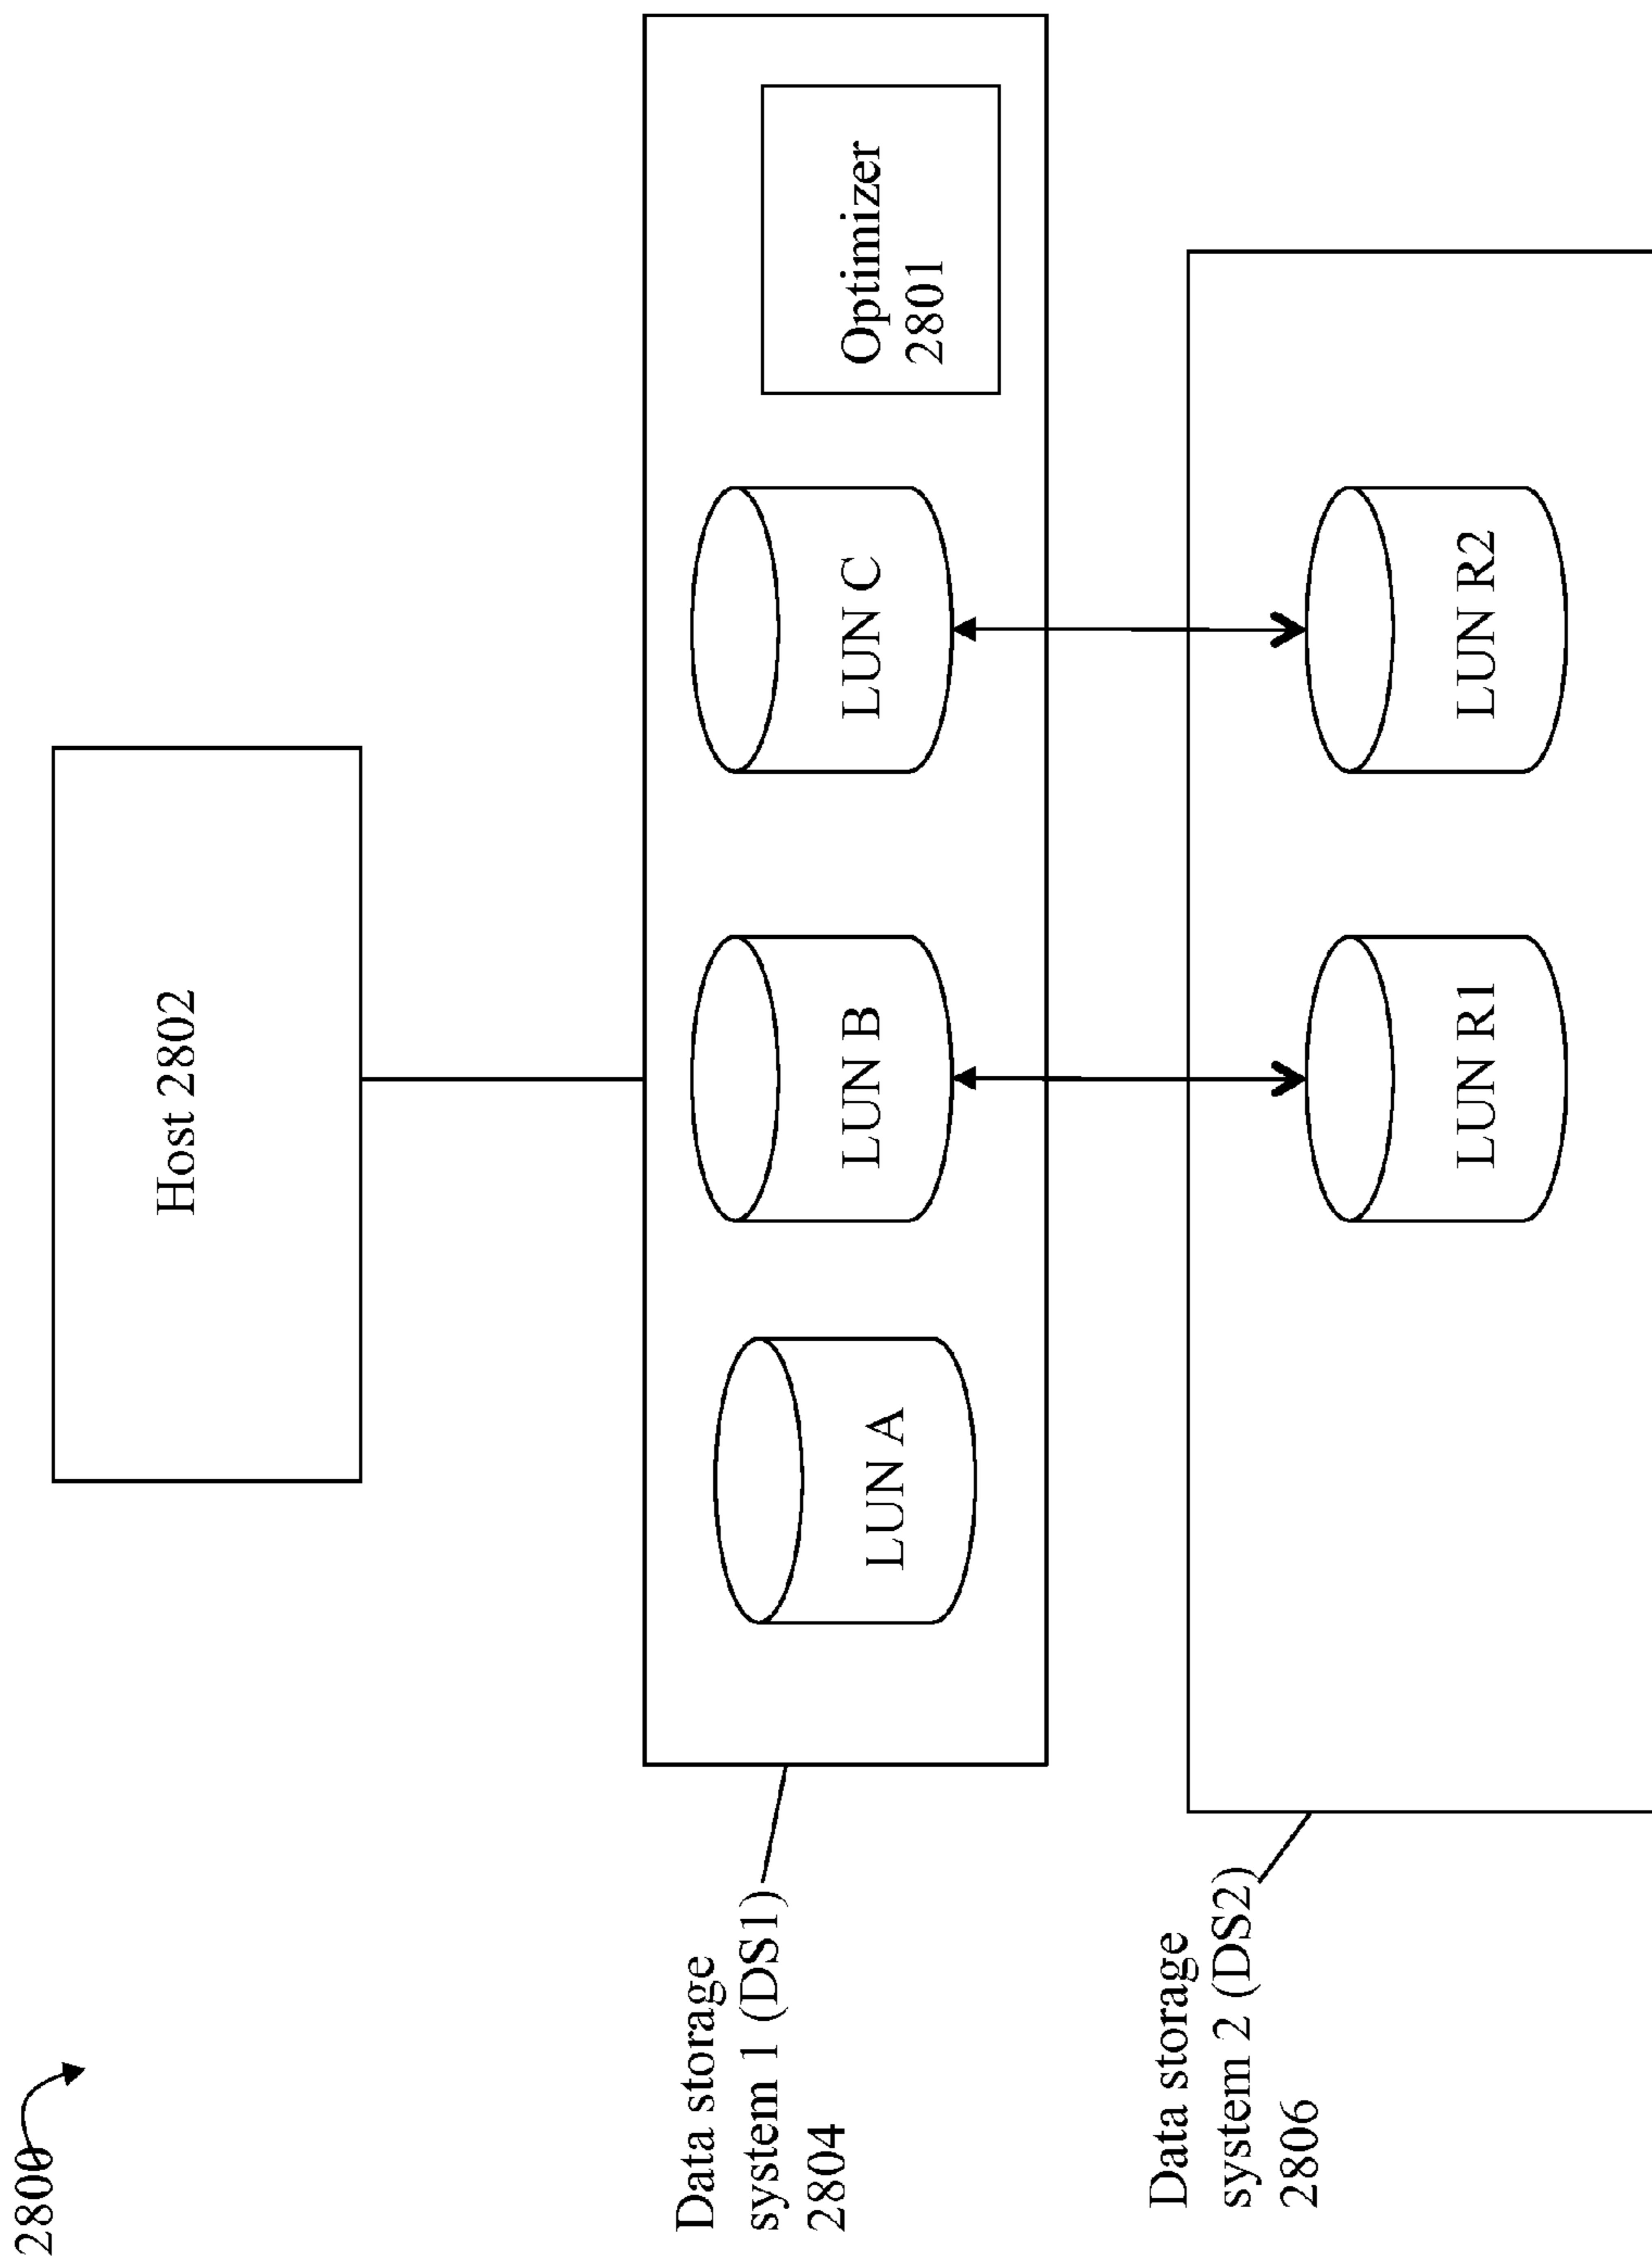 2800
Host 2802
Data storage
system 1 (DS1)
2804
LUN A
LUN B
LUN C
Optimizer
2801
Data storage
system 2 (DS2)
2806
LUN R1
LUN R2